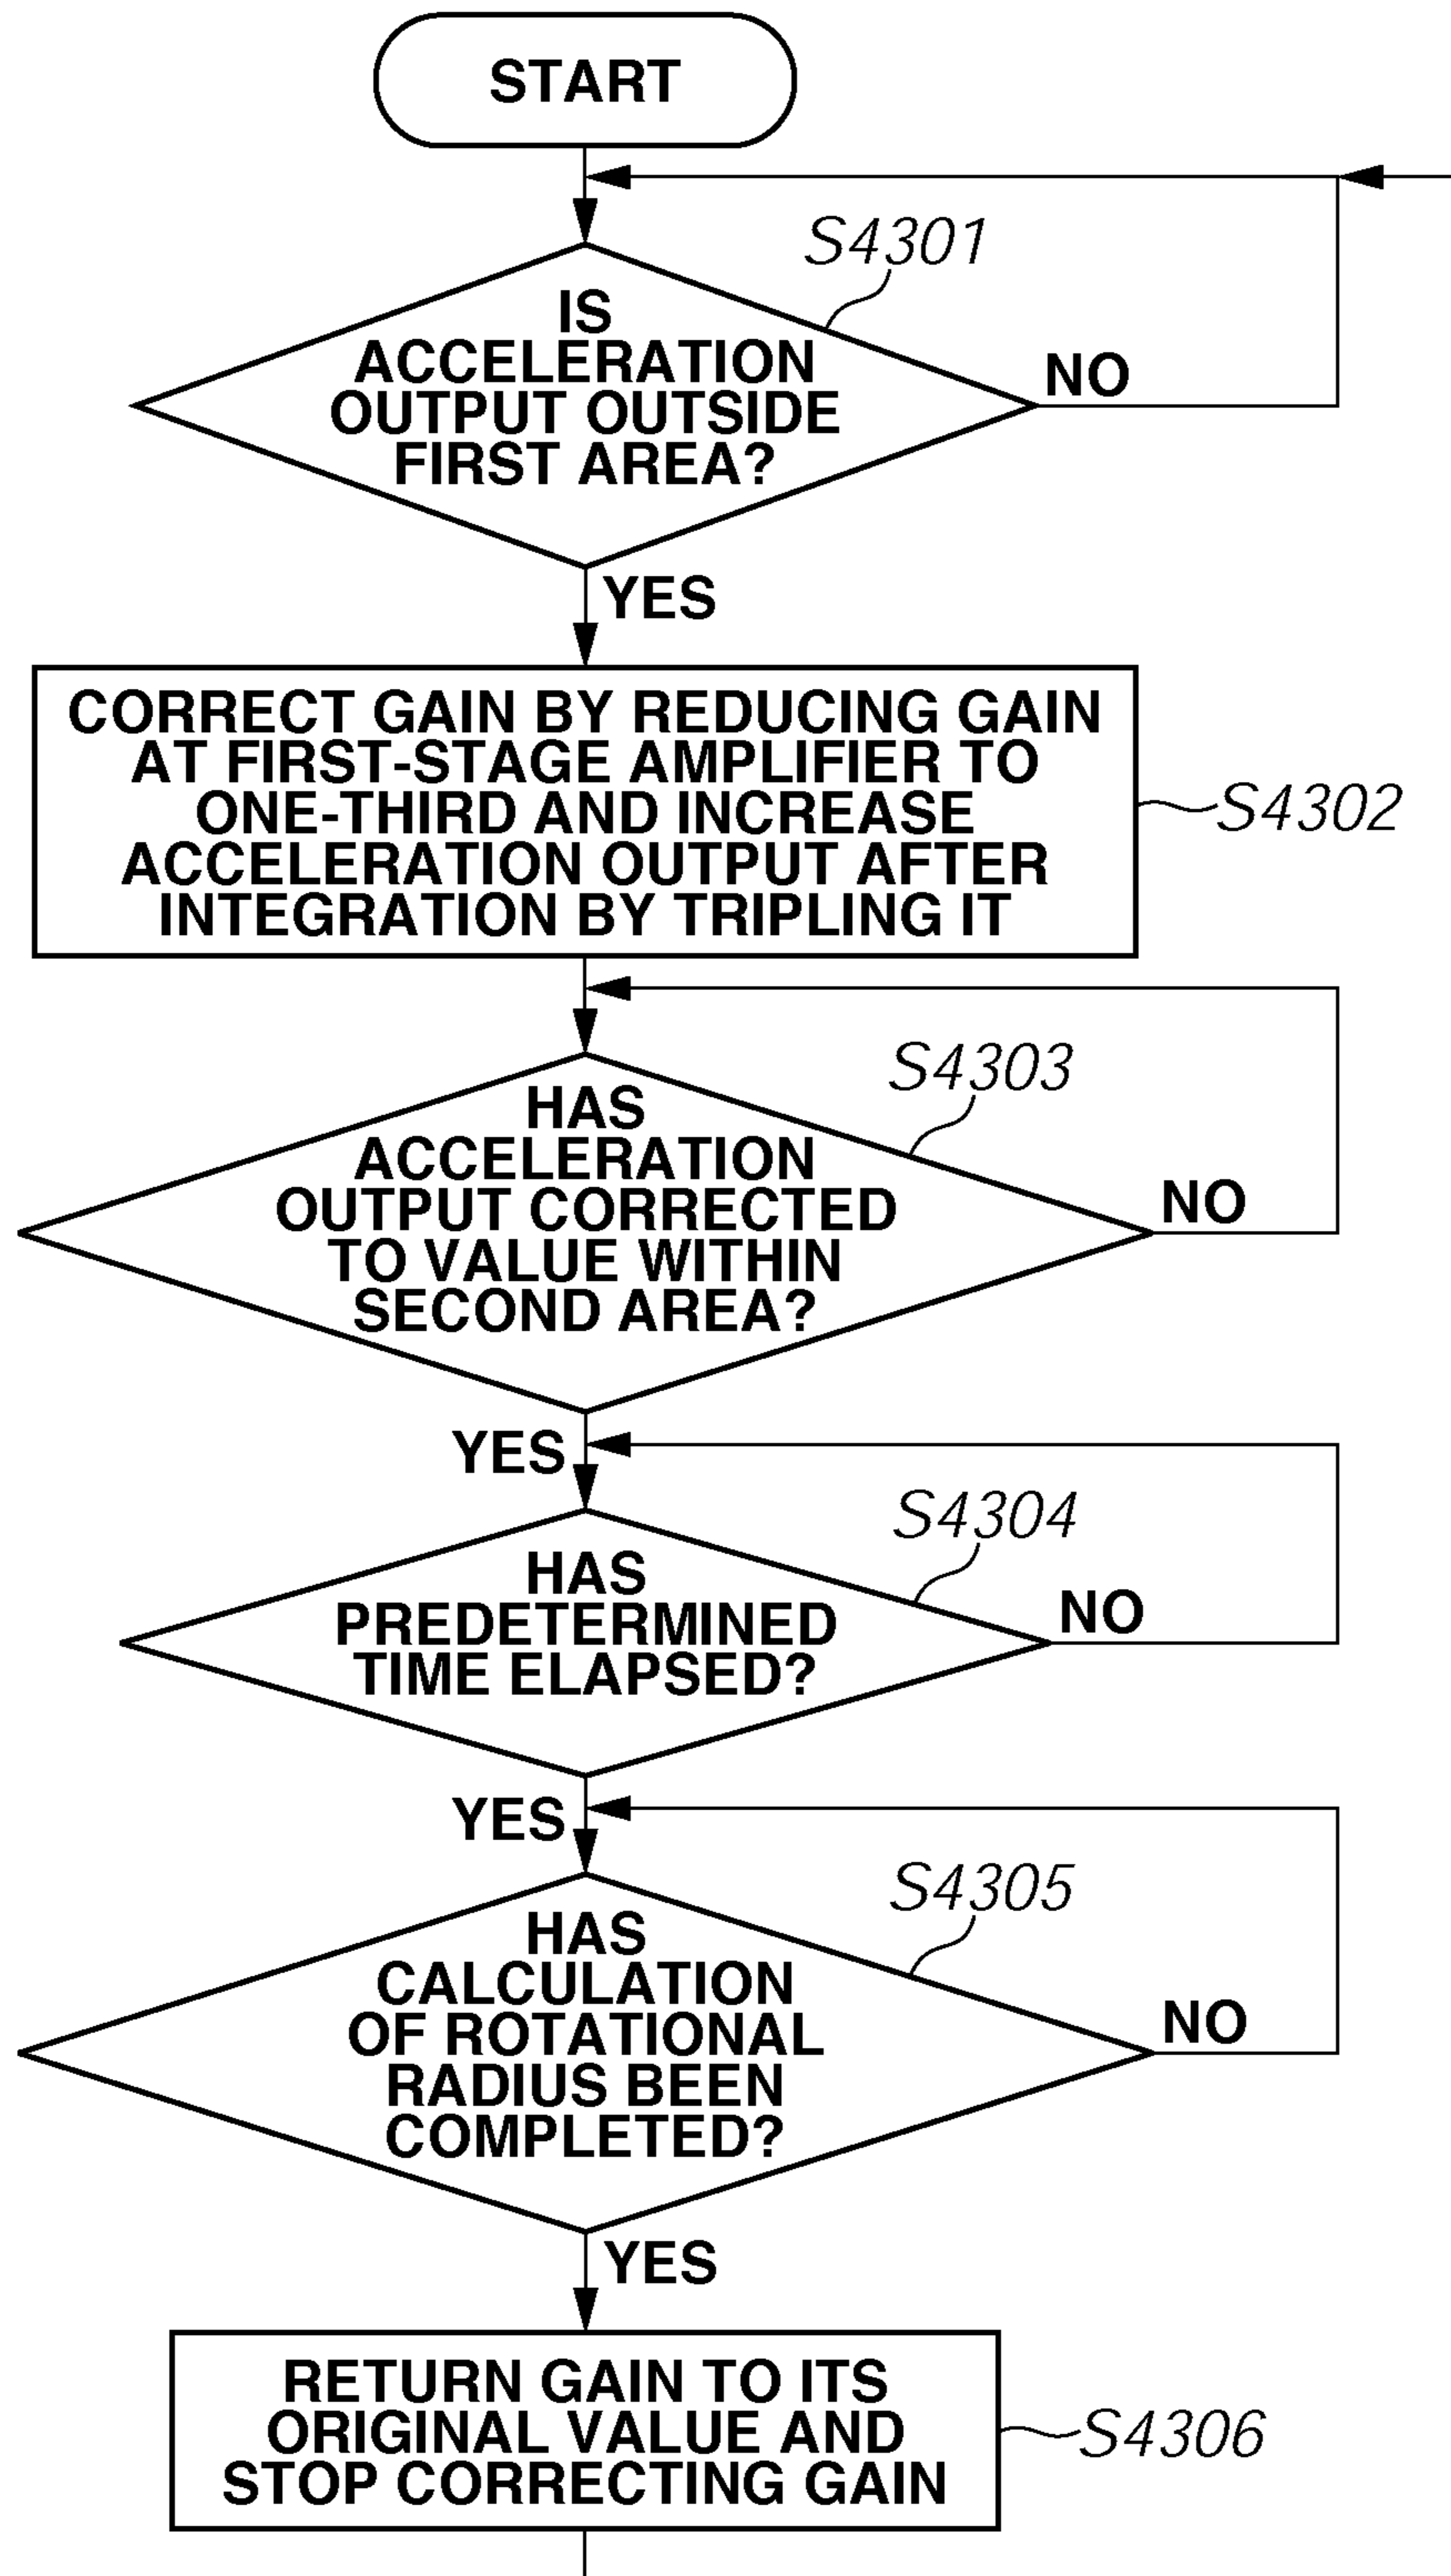 START
S4301
IS
ACCELERATION
OUTPUT OUTSIDE
FIRST AREA?
NO
YES
CORRECT GAIN BY REDUCING GAIN
AT FIRST-STAGE AMPLIFIER TO
ONE-THIRD AND INCREASE
ACCELERATION OUTPUT AFTER
INTEGRATION BY TRIPLING IT
S4302
S4303
HAS
ACCELERATION
OUTPUT CORRECTED
TO VALUE WITHIN
SECOND AREA?
NO
YES
S4304
HAS
PREDETERMINED
TIME ELAPSED?
NO
YES
S4305
HAS
CALCULATION
OF ROTATIONAL
RADIUS BEEN
COMPLETED?
NO
YES
RETURN GAIN TO ITS
ORIGINAL VALUE AND
STOP CORRECTING GAIN
S4306